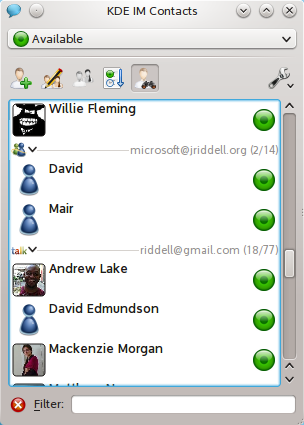 KDE IM Contacts
Available
Willie Fleming
microsoft@jriddell.org (2/14)
David
Mair
talk riddell@gmail.com (18/77)
Andrew Lake
David Edmundson
Mackenzie Morgan
Filter: